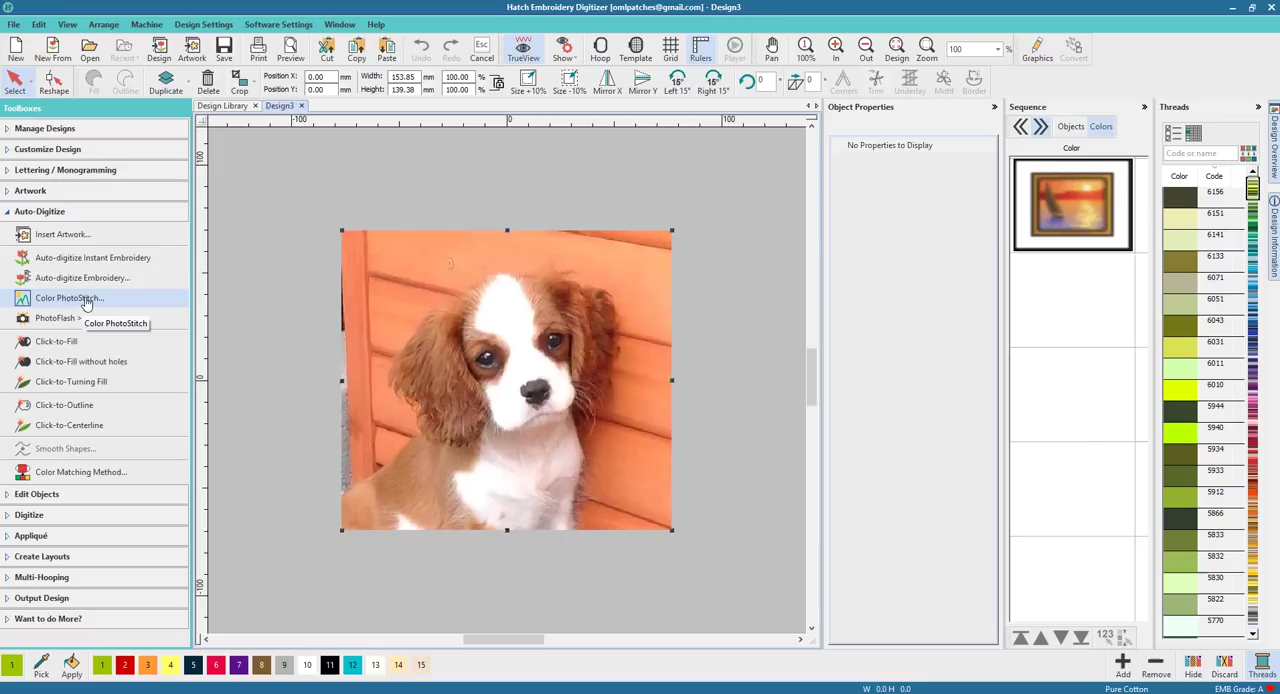 Hatch Embroidery Digitizer [omlpatches@gmail.com] - Design3]
File Edit View Arrange Machine Design Settings Software Settings Window Help
New New From Open Recent Design Artwork Save Print Preview Cut Copy Paste Undo Redo Esc Cancel TrueView Show Hoop Template Grid Rulers Player Pan 100% In Out Design Zoom 100 % Graphics Convert
Select Reshape Fill Outline Duplicate Delete Crop
Position X: 0.00 mm Width: 153.85 mm 100.00 %
Position Y: 0.00 mm Height: 139.38 mm 100.00 %
Size +10% Size -10% Mirror X Mirror Y 15° Left 15° 15° Right 15° 0 0 Corners Trim Underlay Motif Border
Toolboxes
Manage Designs
Customize Design
Lettering / Monogramming
Artwork
Auto-Digitize
Insert Artwork...
Auto-digitize Instant Embroidery
Auto-digitize Embroidery...
Color PhotoStitch...
PhotoFlash >
Color PhotoStitch
Click-to-Fill
Click-to-Fill without holes
Click-to-Turning Fill
Click-to-Outline
Click-to-Centerline
Smooth Shapes...
Color Matching Method...
Edit Objects
Digitize
Appliqué
Create Layouts
Multi-Hooping
Output Design
Want to do More?
Design Library Design3
-100 0 100
100
0
-100
Object Properties
No Properties to Display
Sequence
Objects Colors
Color
123
Threads
Code or name
Color Code
6156
6151
6141
6133
6071
6051
6043
6031
6011
6010
5944
5940
5934
5933
5912
5866
5833
5832
5830
5822
5770
Design Overview
Design Information
1 Pick Apply 1 2 3 4 5 6 7 8 9 10 11 12 13 14 15
Add Remove Hide Discard Threads
W 0.0 H 0.0 Pure Cotton EMB Grade: A